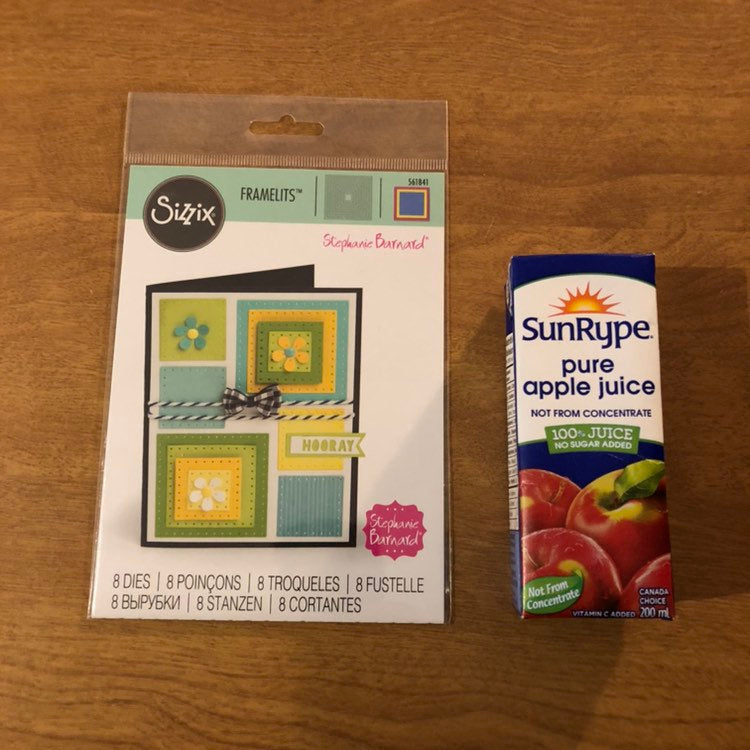 Sizzix
FRAMELITS™
561841
Stephanie Barnard®
HOORAY
Stephanie
Barnard®
8 DIES | 8 POINÇONS | 8 TROQUELES | 8 FUSTELLE
8 ВЫРУБКИ | 8 STANZEN | 8 CORTANTES
SunRype®
pure
apple juice
NOT FROM CONCENTRATE
100% JUICE
NO SUGAR ADDED
Not From
Concentrate
VITAMIN C ADDED
CANADA
CHOICE
200 mL